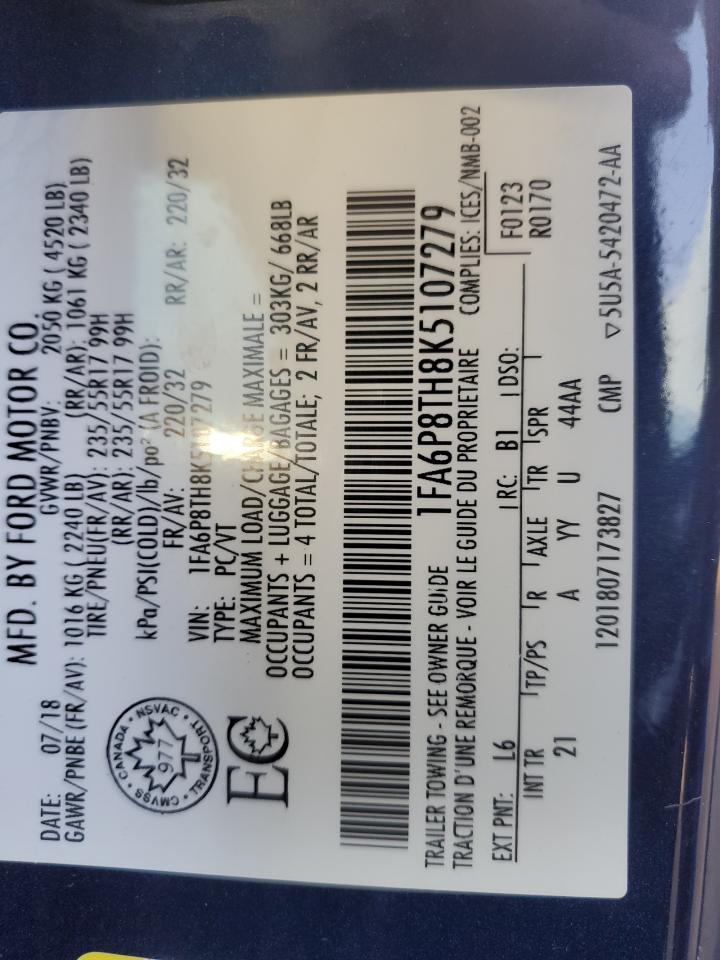 MFD. BY FORD MOTOR CO.
DATE: 07/18 GVWR/PNBV: 2050 KG ( 4520 LB)
GAWR/PNBE (FR/AV): 1016 KG ( 2240 LB) (RR/AR): 1061 KG ( 2340 LB)
TIRE/PNEU(FR/AV): 235/55R17 99H
(RR/AR): 235/55R17 99H
kPa/PSI(COLD)/lb/po² (A FROID):
FR/AV: 220/32 RR/AR: 220/32
VIN: 1FA6P8TH8K5107279
TYPE: PC/VT
MAXIMUM LOAD/CHARGE MAXIMALE =
OCCUPANTS + LUGGAGE/BAGAGES = 303KG/ 668LB
OCCUPANTS = 4 TOTAL/TOTALE; 2 FR/AV, 2 RR/AR
CANADA • NSVAC • TRANSPORT • CMVSS •
977
EC
TRAILER TOWING - SEE OWNER GUIDE 1FA6P8TH8K5107279
TRACTION D'UNE REMORQUE - VOIR LE GUIDE DU PROPRIETAIRE COMPLIES: ICES/NMB-002
EXT PNT: L6 RC: B1 DSO: F0123
R0170
INT TR TP/PS R AXLE TR SPR
21 A YY U 44AA
1201807173827 CMP ▽5U5A-5420472-AA